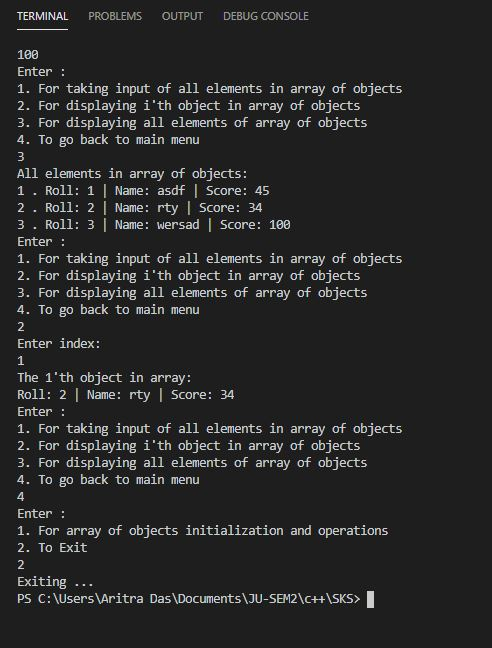 TERMINAL PROBLEMS OUTPUT DEBUG CONSOLE
100
Enter :
1. For taking input of all elements in array of objects
2. For displaying i'th object in array of objects
3. For displaying all elements of array of objects
4. To go back to main menu
3
All elements in array of objects:
1 . Roll: 1 | Name: asdf | Score: 45
2 . Roll: 2 | Name: rty | Score: 34
3 . Roll: 3 | Name: wersad | Score: 100
Enter :
1. For taking input of all elements in array of objects
2. For displaying i'th object in array of objects
3. For displaying all elements of array of objects
4. To go back to main menu
2
Enter index:
1
The 1'th object in array:
Roll: 2 | Name: rty | Score: 34
Enter :
1. For taking input of all elements in array of objects
2. For displaying i'th object in array of objects
3. For displaying all elements of array of objects
4. To go back to main menu
4
Enter :
1. For array of objects initialization and operations
2. To Exit
2
Exiting ...
PS C:\Users\Aritra Das\Documents\JU-SEM2\c++\SKS>